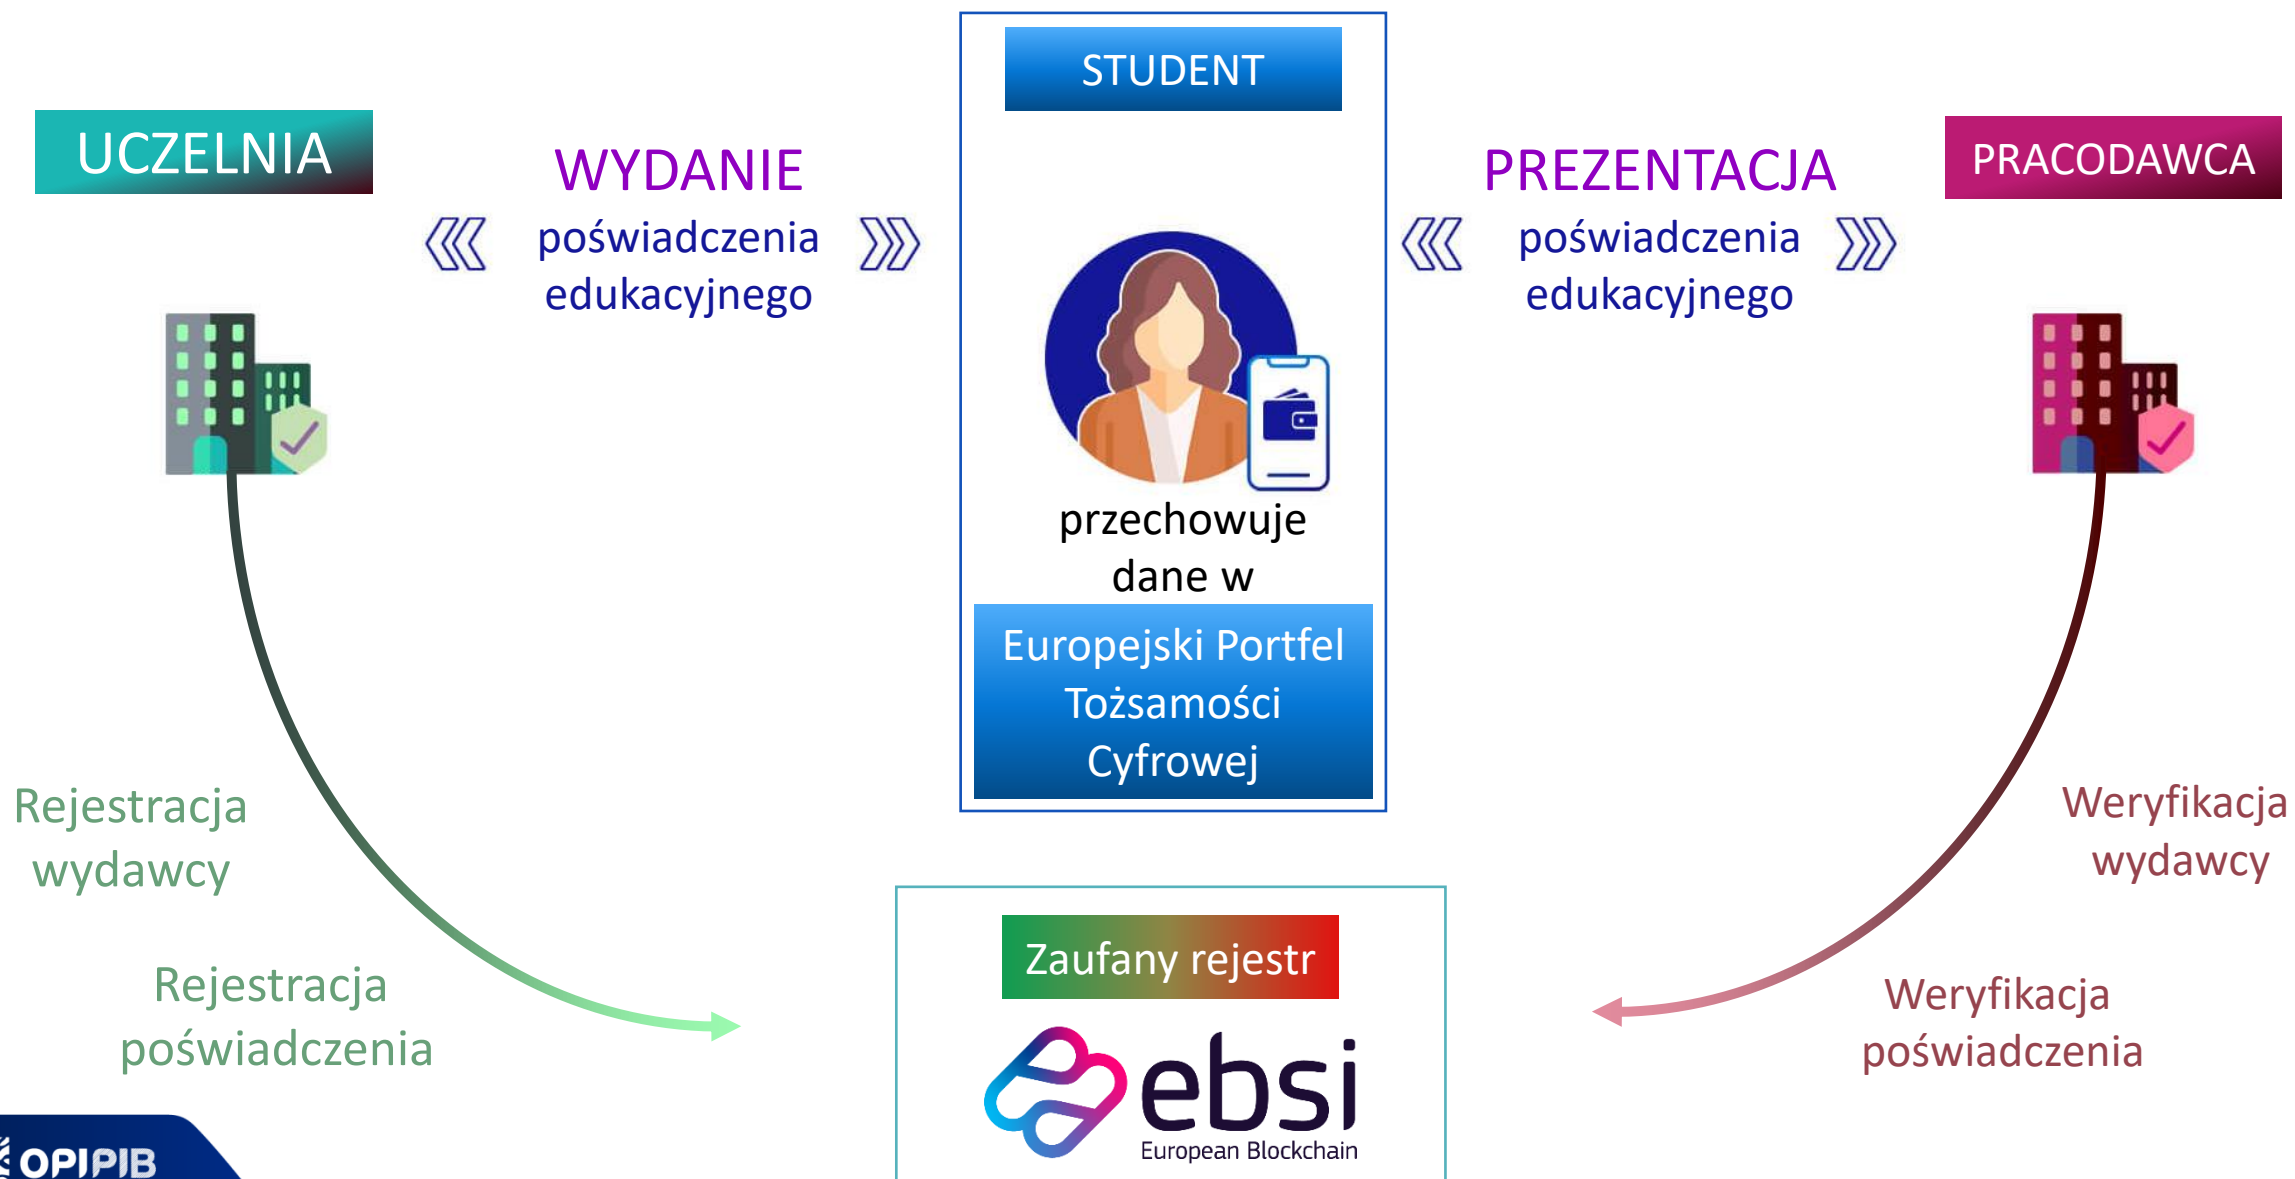 STUDENT
UCZELNIA
WYDANIE
poświadczenia
edukacyjnego
PREZENTACJA
poświadczenia
edukacyjnego
PRACODAWCA
przechowuje
dane w
Europejski Portfel
Tożsamości
Cyfrowej
Rejestracja
wydawcy
Rejestracja
poświadczenia
Weryfikacja
wydawcy
Weryfikacja
poświadczenia
Zaufany rejestr
ebsi
European Blockchain
OPIPIB